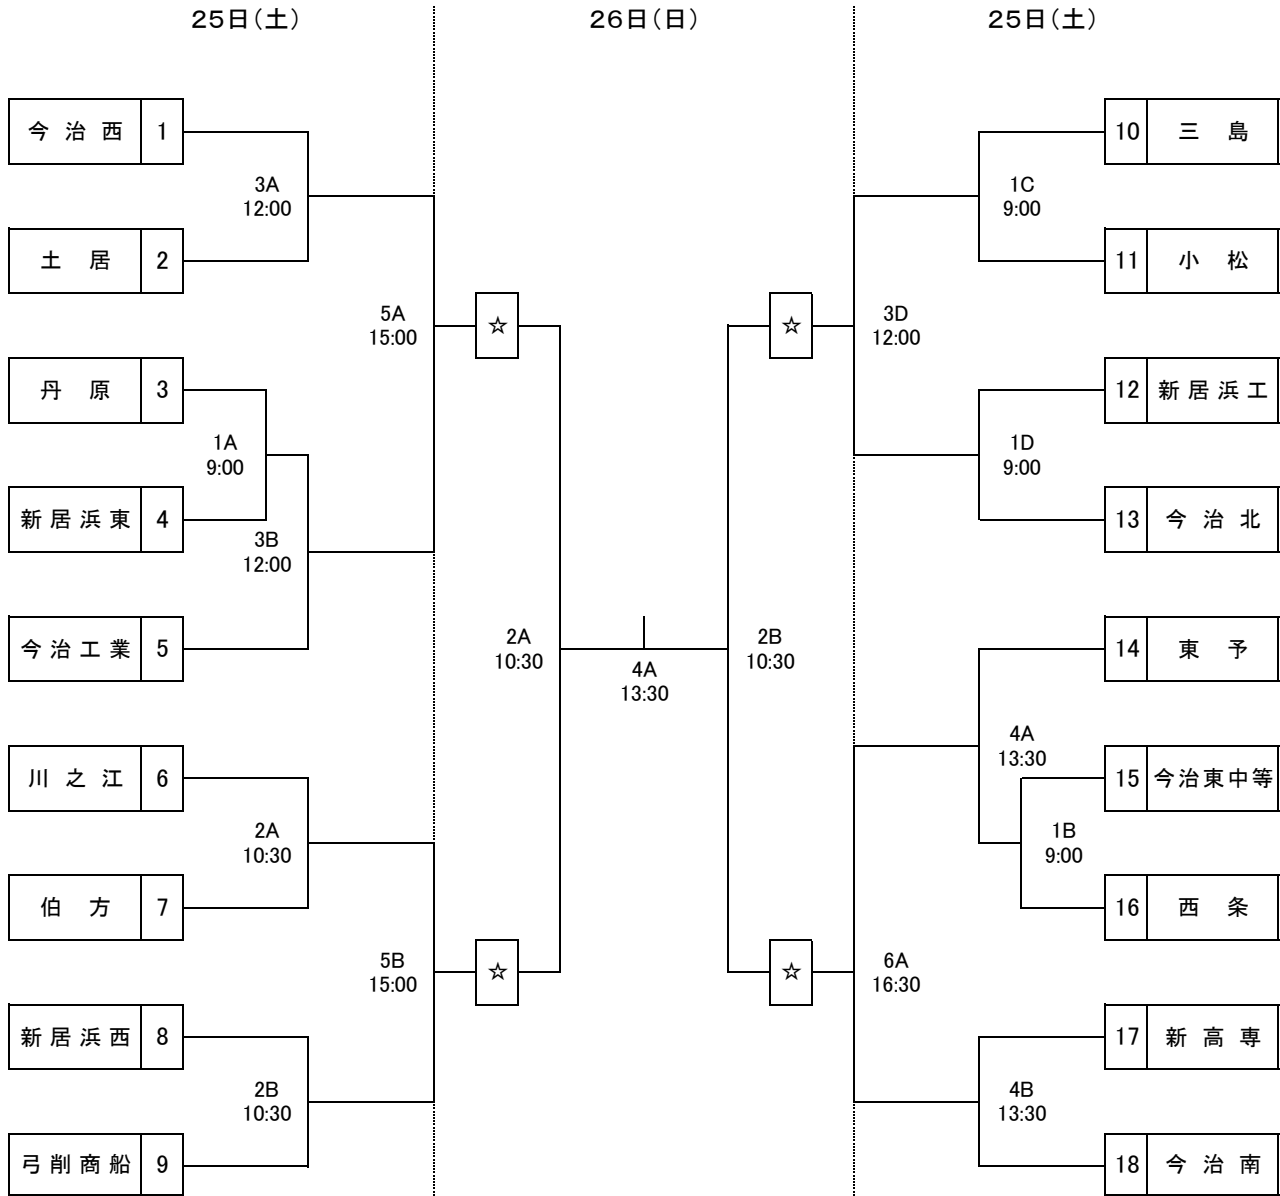 25日(土)
26日(日)
25日(土)
今治西 1
3A
12:00
土居 2
丹原 3
1A
9:00
新居浜東 4
3B
12:00
今治工業 5
5A
15:00
☆
川之江 6
2A
10:30
伯方 7
新居浜西 8
2B
10:30
弓削商船 9
5B
15:00
☆
2A
10:30
4A
13:30
2B
10:30
☆
3D
12:00
10 三島
1C
9:00
11 小松
12 新居浜工
1D
9:00
13 今治北
14 東予
4A
13:30
15 今治東中等
1B
9:00
16 西条
☆
6A
16:30
17 新高専
4B
13:30
18 今治南